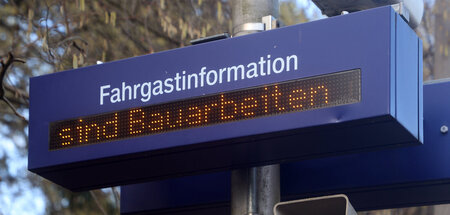 Fahrgastinformation
sind Bauarbeiten